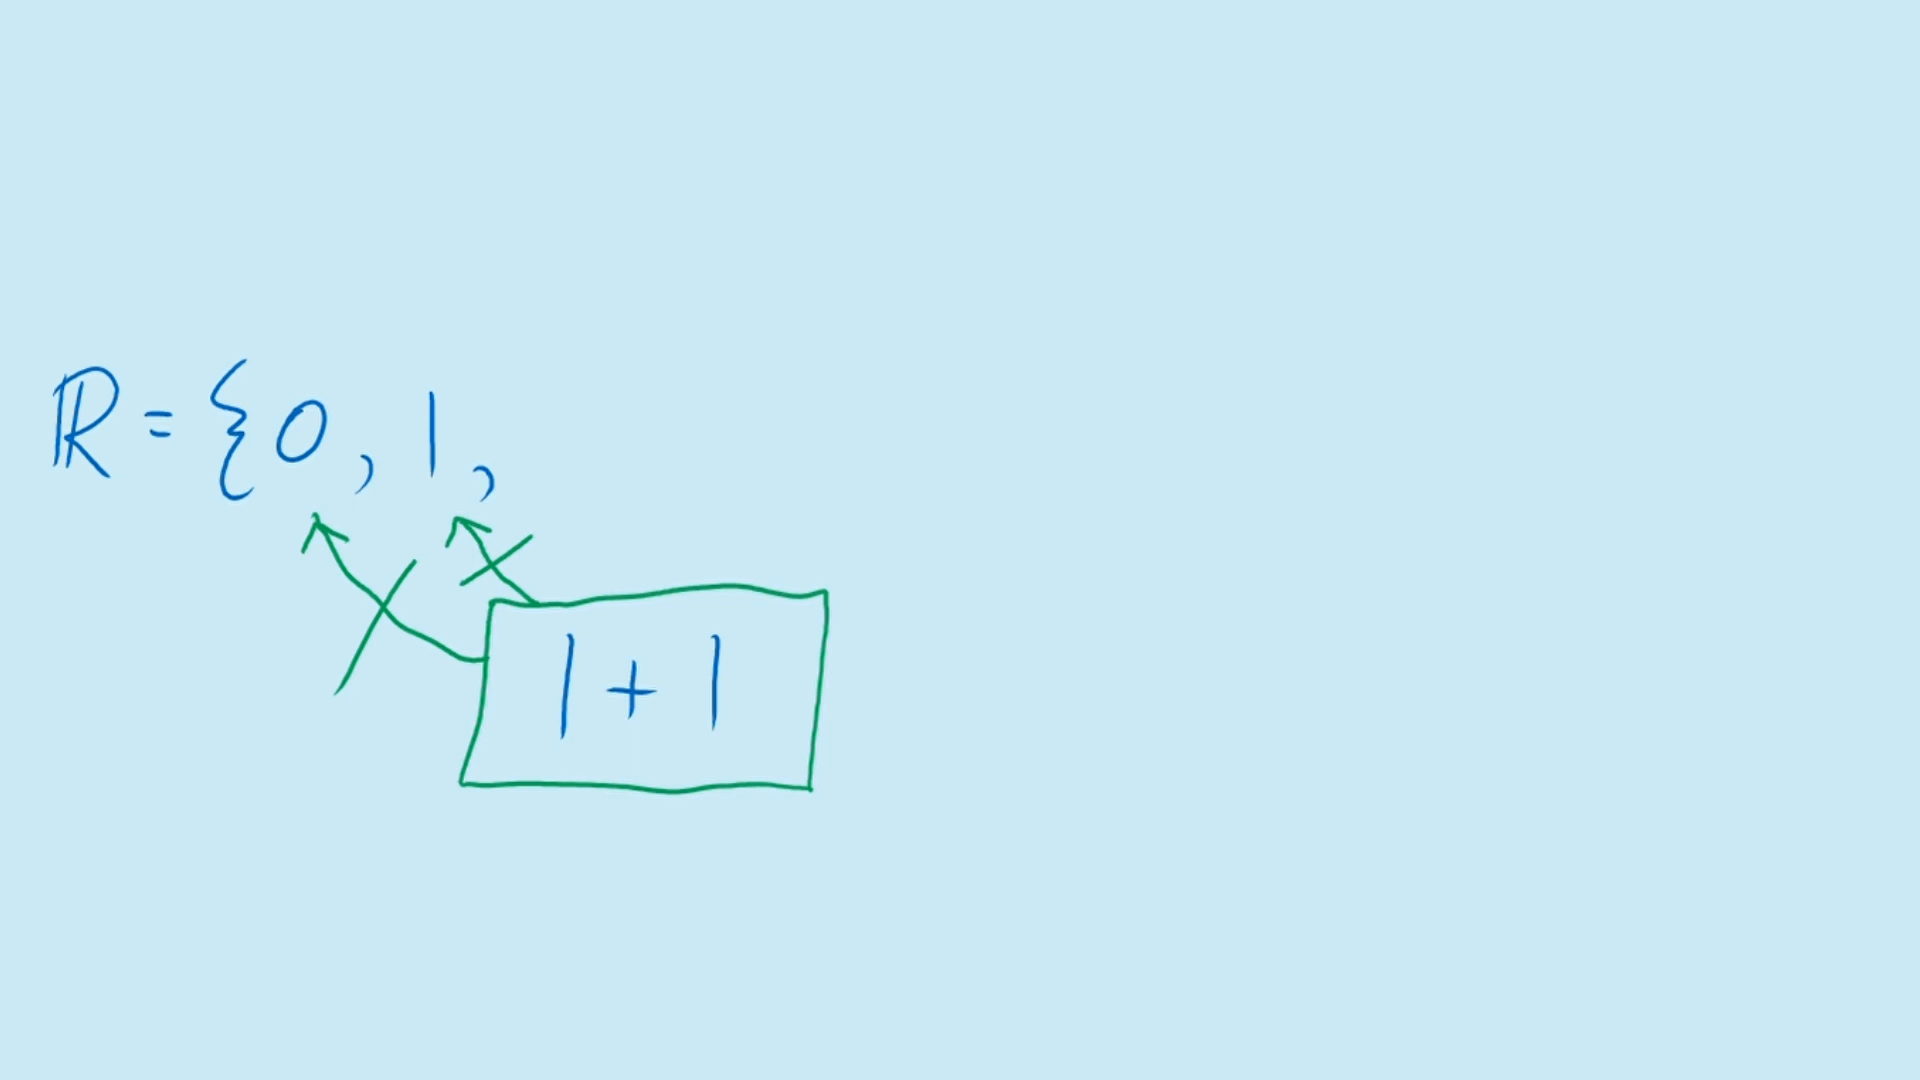 ℝ = {0, 1,
1 + 1